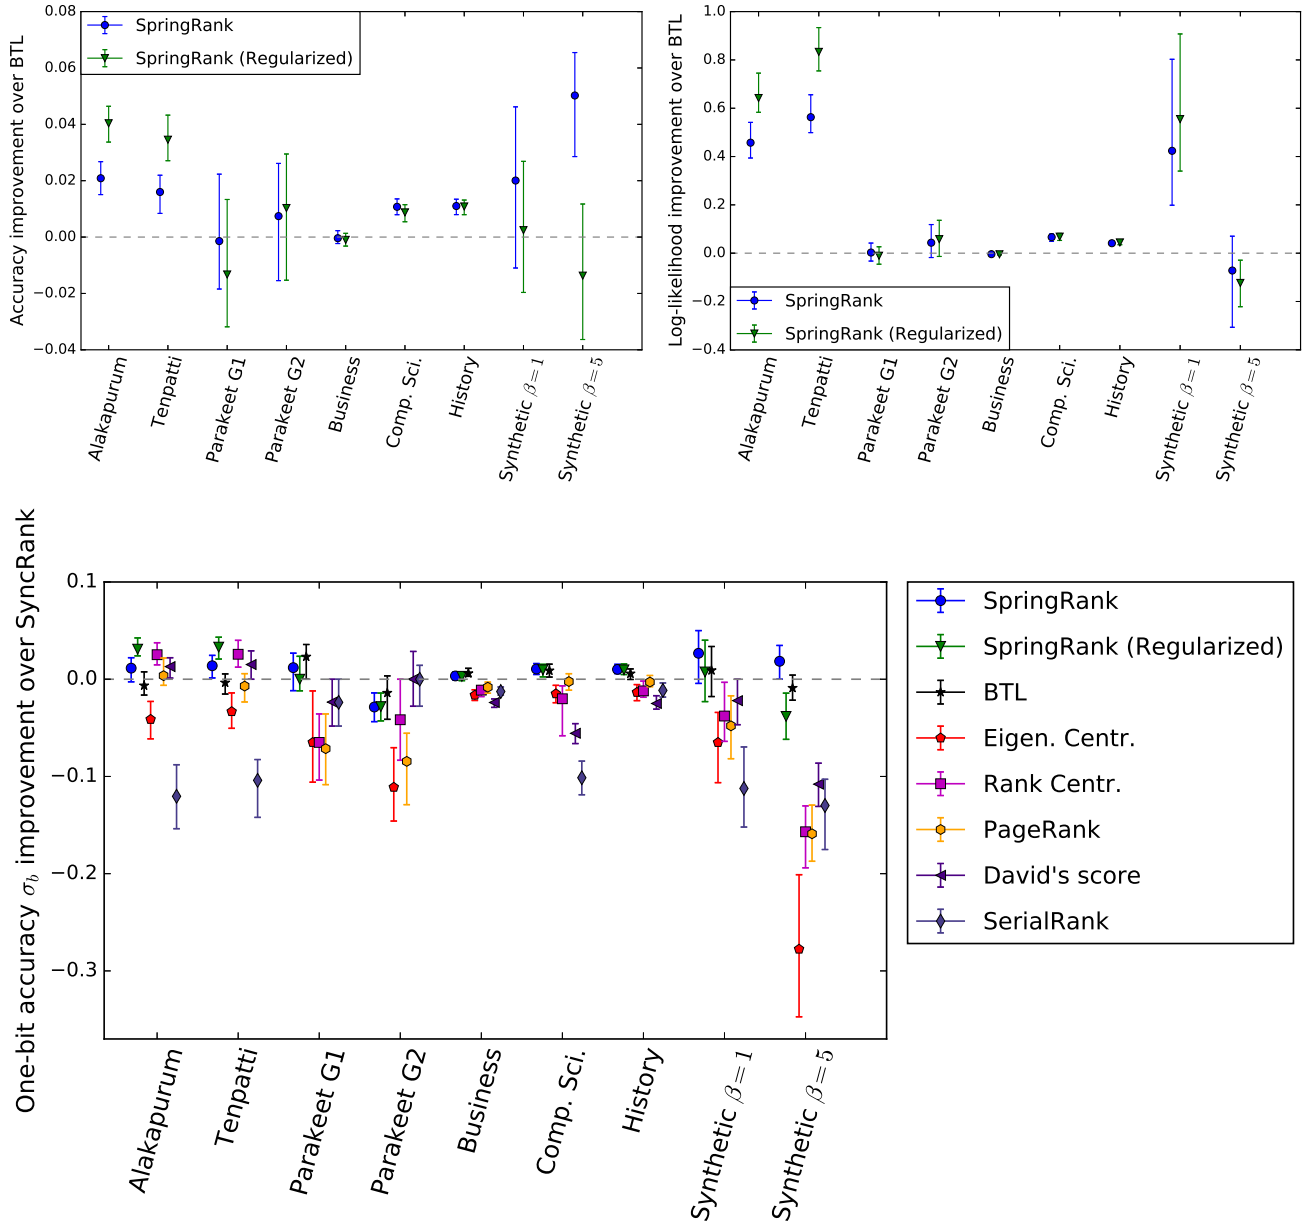 Accuracy improvement over BTL
0.08
0.06
0.04
0.02
0.00
−0.02
−0.04
SpringRank
SpringRank (Regularized)
Alakapurum
Tenpatti
Parakeet G1
Parakeet G2
Business
Comp. Sci.
History
Synthetic β = 1
Synthetic β = 5
Log-likelihood improvement over BTL
1.0
0.8
0.6
0.4
0.2
0.0
−0.2
−0.4
SpringRank
SpringRank (Regularized)
Alakapurum
Tenpatti
Parakeet G1
Parakeet G2
Business
Comp. Sci.
History
Synthetic β = 1
Synthetic β = 5
One-bit accuracy σ_b improvement over SyncRank
0.1
0.0
−0.1
−0.2
−0.3
Alakapurum
Tenpatti
Parakeet G1
Parakeet G2
Business
Comp. Sci.
History
Synthetic β = 1
Synthetic β = 5
SpringRank
SpringRank (Regularized)
BTL
Eigen. Centr.
Rank Centr.
PageRank
David's score
SerialRank